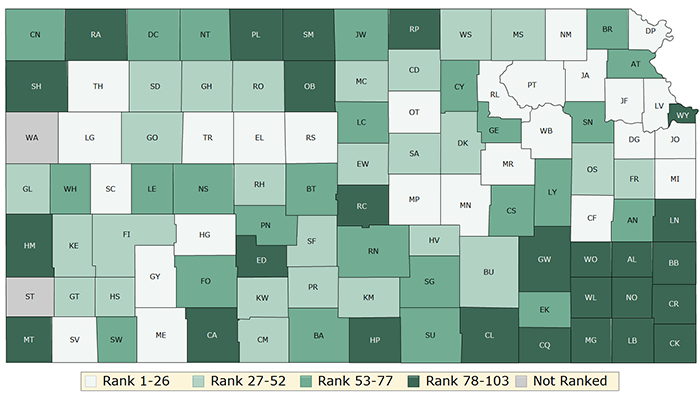 CN RA DC NT PL SM JW RP WS MS NM BR DP
SH TH SD GH RO OB MC CD CY RL PT JA AT
WA LG GO TR EL RS LC OT GE WB SN JF LV WY
EW SA DK MR DG JO
GL WH SC LE NS RH BT RC MP MN CS LY OS FR MI
HM KE FI HG PN SF RN HV CF AN LN
ED GW WO AL BB
ST GT HS GY FO KW PR KM SG BU EK WL NO CR
MT SV SW ME CA CM BA HP SU CL CQ MG LB CK
Rank 1-26 Rank 27-52 Rank 53-77 Rank 78-103 Not Ranked